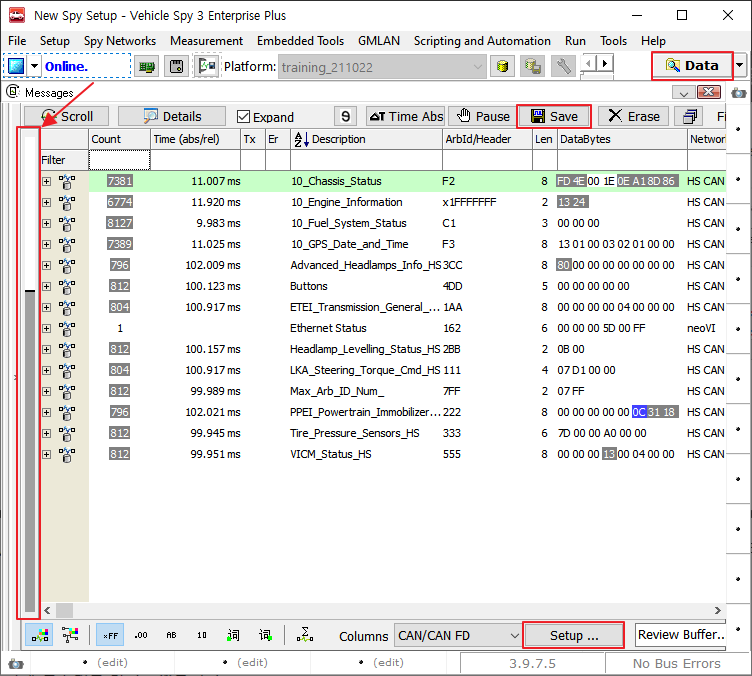 New Spy Setup - Vehicle Spy 3 Enterprise Plus
File Setup Spy Networks Measurement Embedded Tools GMLAN Scripting and Automation Run Tools Help
Online. Platform: training_211022 Data
Messages
Scroll Details Expand 9 ΔT Time Abs Pause Save Erase Fi
Count Time (abs/rel) Tx Er AZ Description ArbId/Header Len DataBytes Networ
Filter
7381 11.007 ms 10_Chassis_Status F2 8 FD 4E 00 1E 0E A1 8D 86 HS CAN
6774 11.920 ms 10_Engine_Information x1FFFFFFF 2 13 24 HS CAN
8127 9.983 ms 10_Fuel_System_Status C1 3 00 00 00 HS CAN
7389 11.025 ms 10_GPS_Date_and_Time F3 8 13 01 00 03 02 01 00 00 HS CAN
796 102.009 ms Advanced_Headlamps_Info_HS 3CC 8 80 00 00 00 00 00 00 00 HS CAN
812 100.123 ms Buttons 4DD 5 00 00 00 00 00 HS CAN
804 100.917 ms ETEI_Transmission_General_... 1AA 8 00 00 00 00 00 04 00 00 HS CAN
1 Ethernet Status 162 6 00 00 00 5D 00 FF neoVI
812 100.157 ms Headlamp_Levelling_Status_HS 2BB 2 0B 00 HS CAN
804 100.917 ms LKA_Steering_Torque_Cmd_HS 111 4 07 D1 00 00 HS CAN
812 99.989 ms Max_Arb_ID_Num_ 7FF 2 07 FF HS CAN
796 102.021 ms PPEI_Powertrain_Immobilizer... 222 8 00 00 00 00 00 0C 31 18 HS CAN
812 99.945 ms Tire_Pressure_Sensors_HS 333 6 7D 00 00 A0 00 00 HS CAN
812 99.951 ms VICM_Status_HS 555 8 00 00 00 13 00 04 00 00 HS CAN
×FF .00 AB 10 词 词 Σ Columns CAN/CAN FD Setup ... Review Buffer..
(edit) (edit) (edit) 3.9.7.5 No Bus Errors